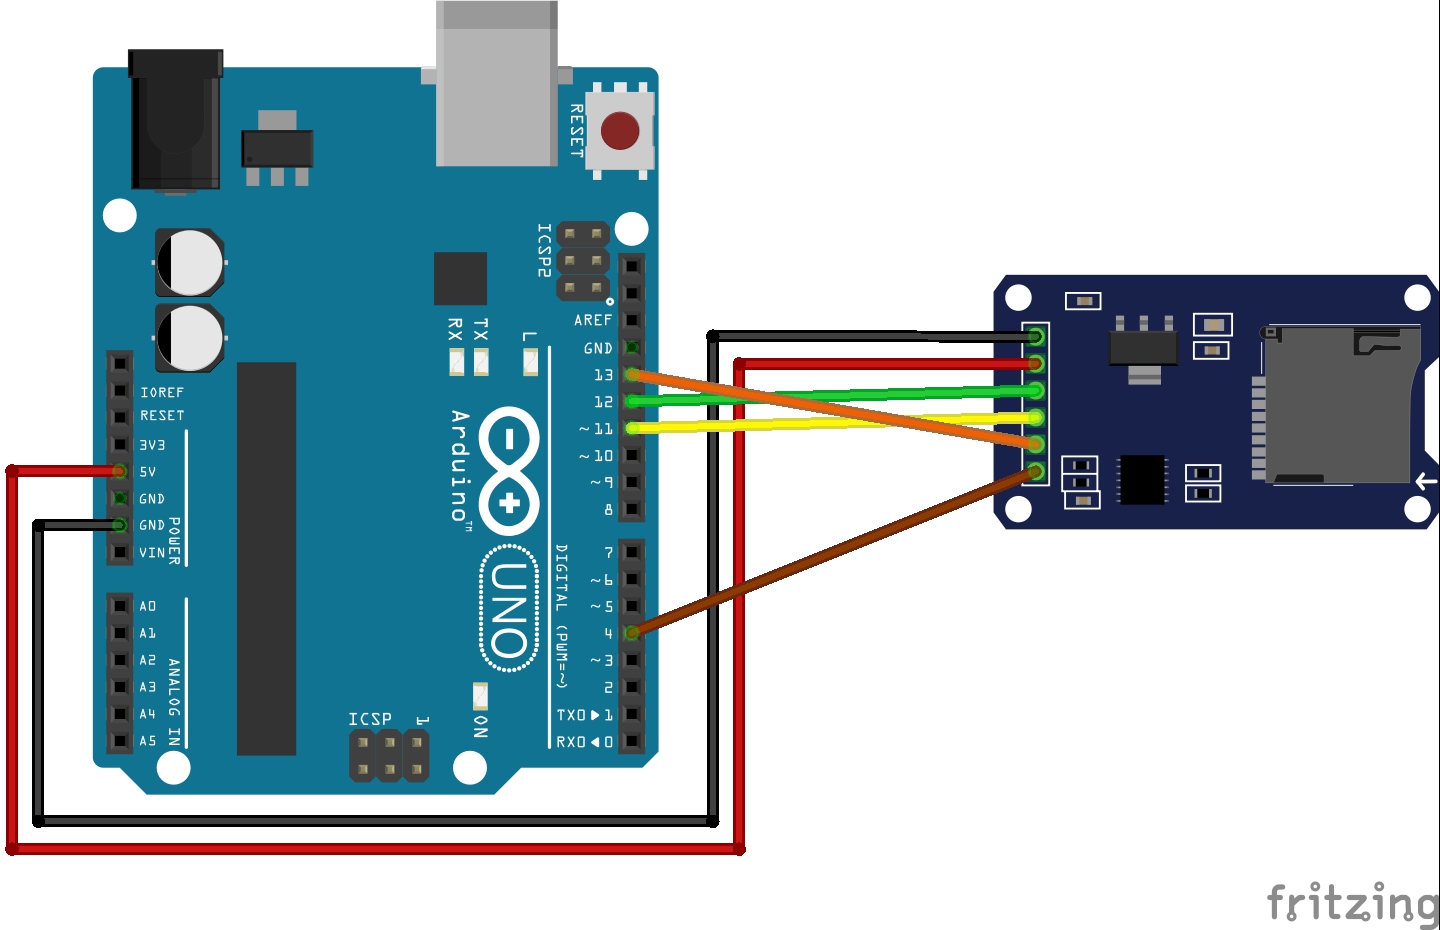 RESET
ICSP2
RX
TX
L
AREF
GND
13
12
~11
~10
~9
8
IOREF
RESET
3V3
5V
GND
GND
VIN
POWER
Arduino™
UNO
DIGITAL (PWM=~)
7
~6
~5
4
~3
2
TX0▶1
RX0◀0
A0
A1
A2
A3
A4
A5
ANALOG IN
ICSP
1
ON
fritzing